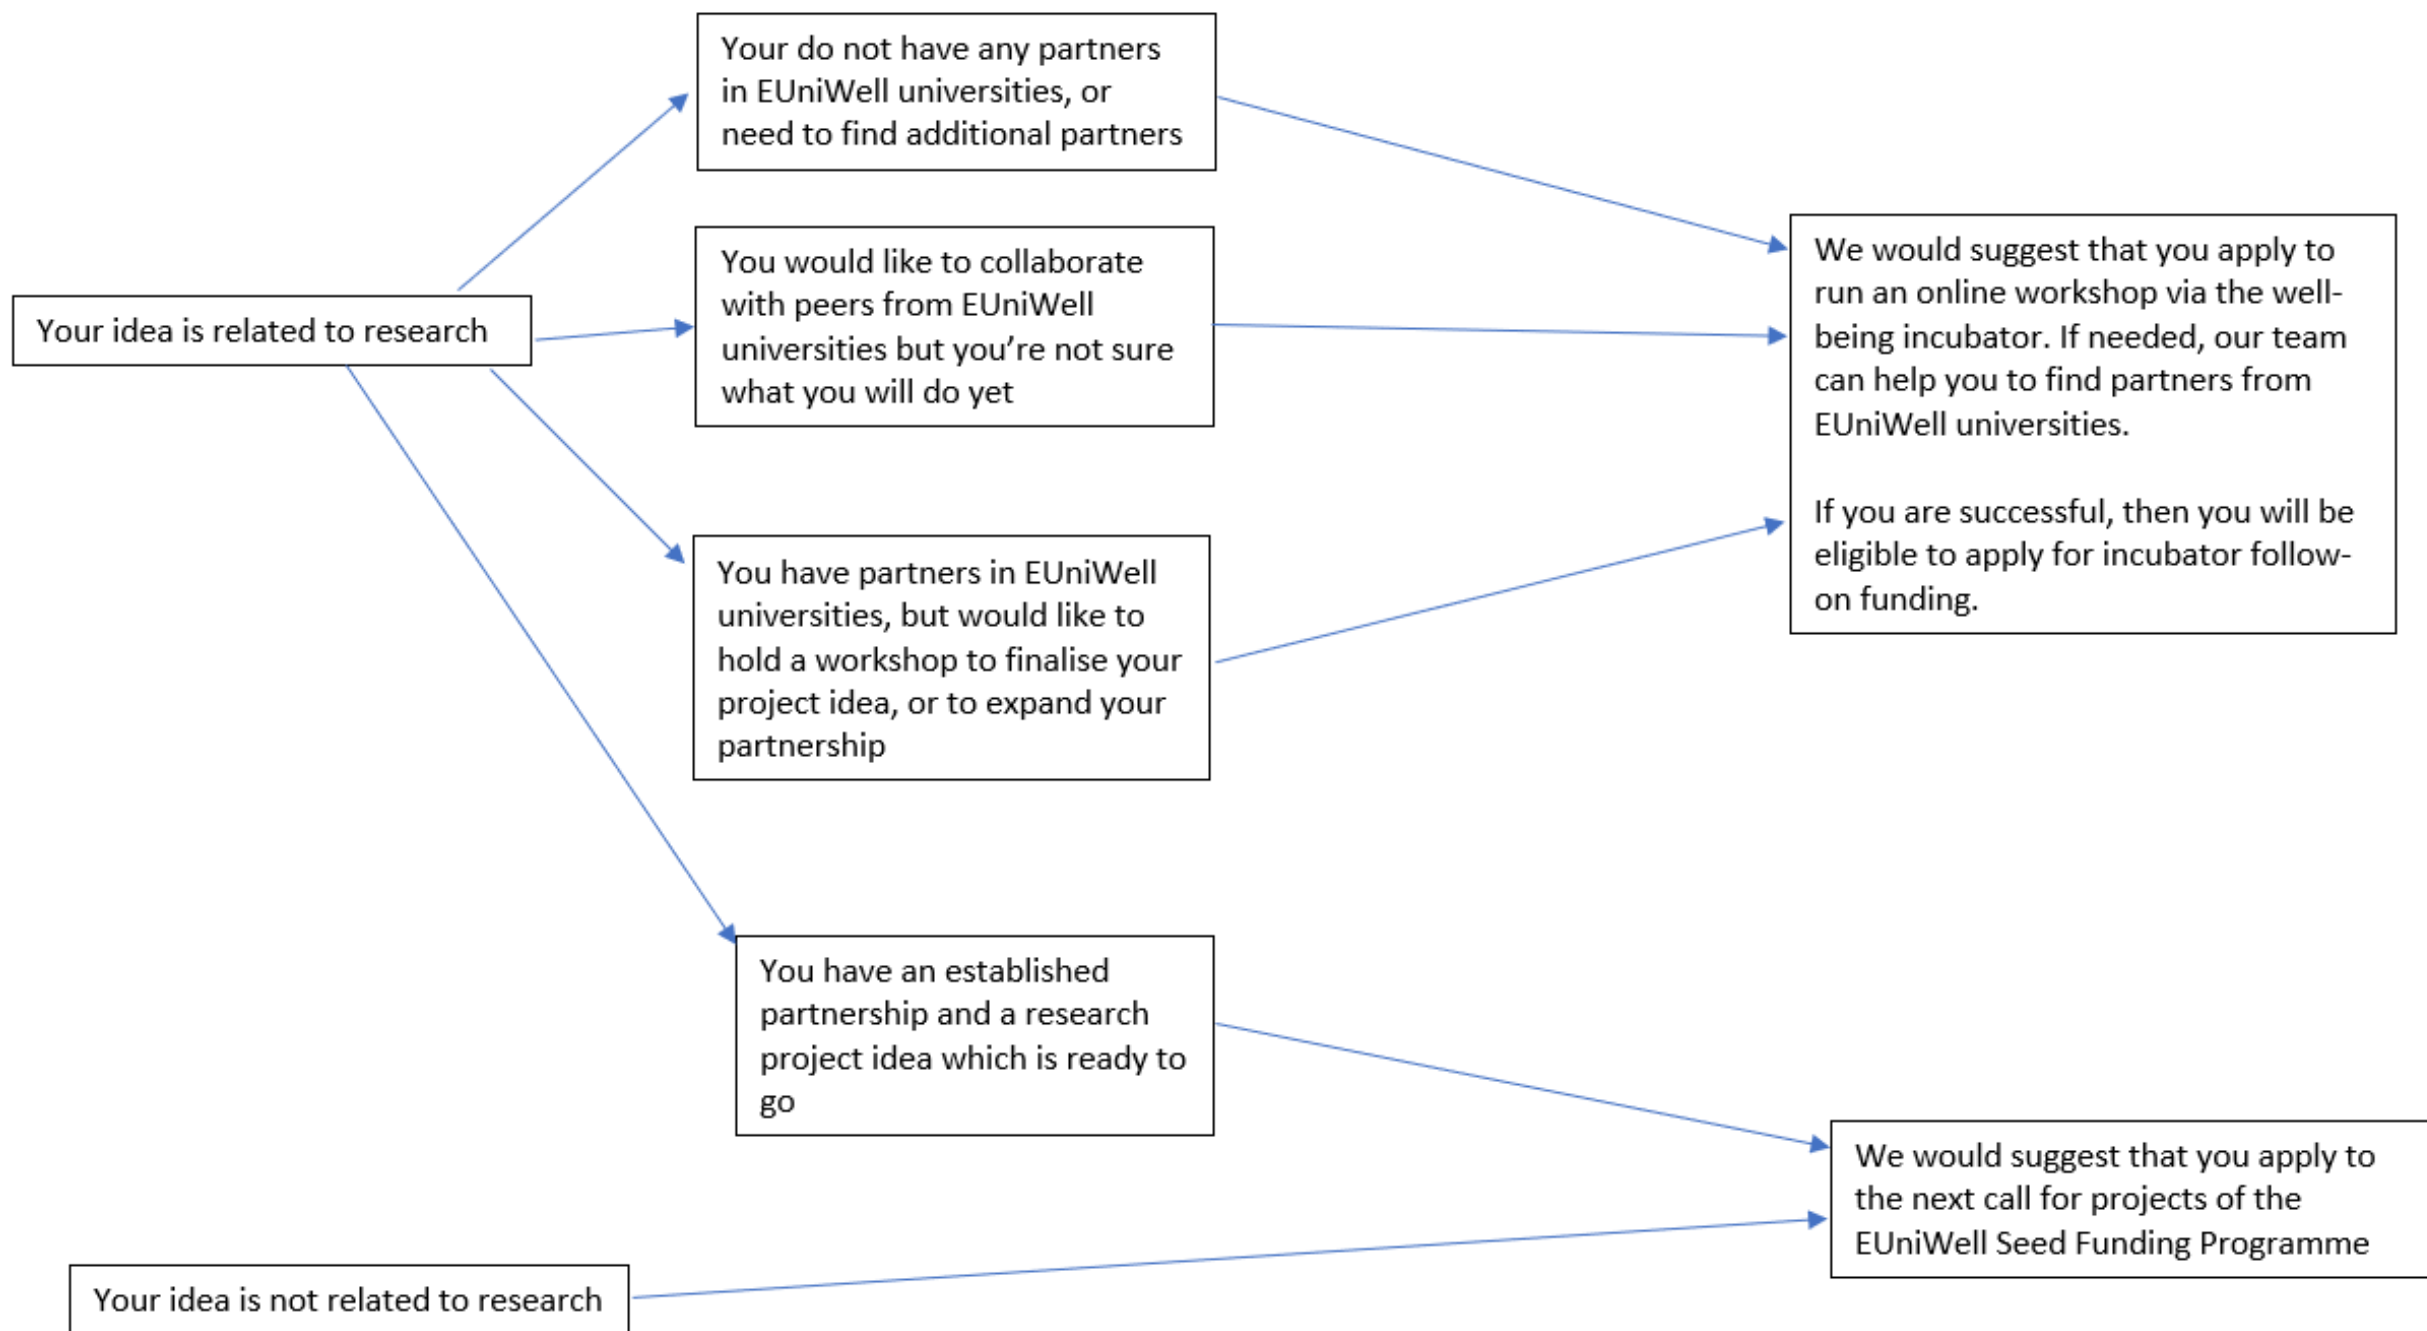 Your do not have any partners
in EUniWell universities, or
need to find additional partners
Your idea is related to research
You would like to collaborate
with peers from EUniWell
universities but you’re not sure
what you will do yet
You have partners in EUniWell
universities, but would like to
hold a workshop to finalise your
project idea, or to expand your
partnership
We would suggest that you apply to
run an online workshop via the well-
being incubator. If needed, our team
can help you to find partners from
EUniWell universities.
If you are successful, then you will be
eligible to apply for incubator follow-
on funding.
You have an established
partnership and a research
project idea which is ready to
go
We would suggest that you apply to
the next call for projects of the
EUniWell Seed Funding Programme
Your idea is not related to research